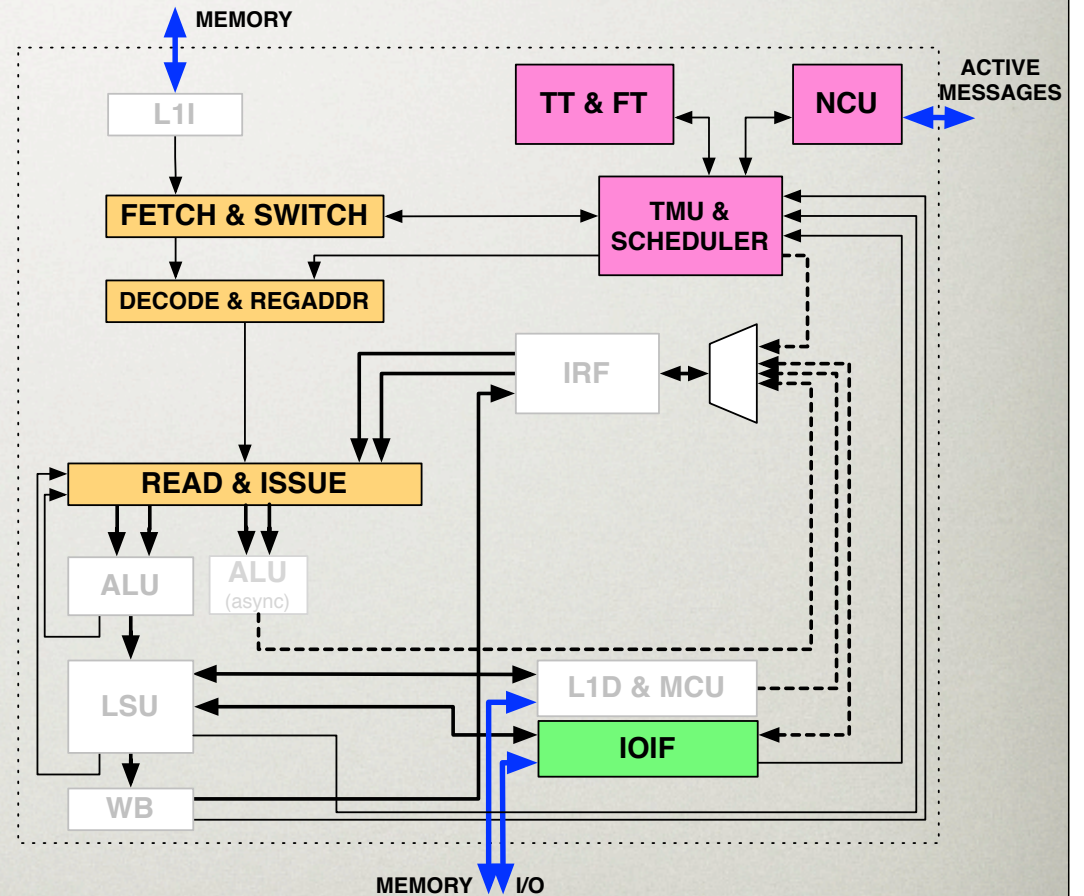 MEMORY
ACTIVE
MESSAGES
L1I
TT & FT
NCU
FETCH & SWITCH
TMU &
SCHEDULER
DECODE & REGADDR
IRF
READ & ISSUE
ALU
ALU
(async)
LSU
L1D & MCU
IOIF
WB
MEMORY
I/O